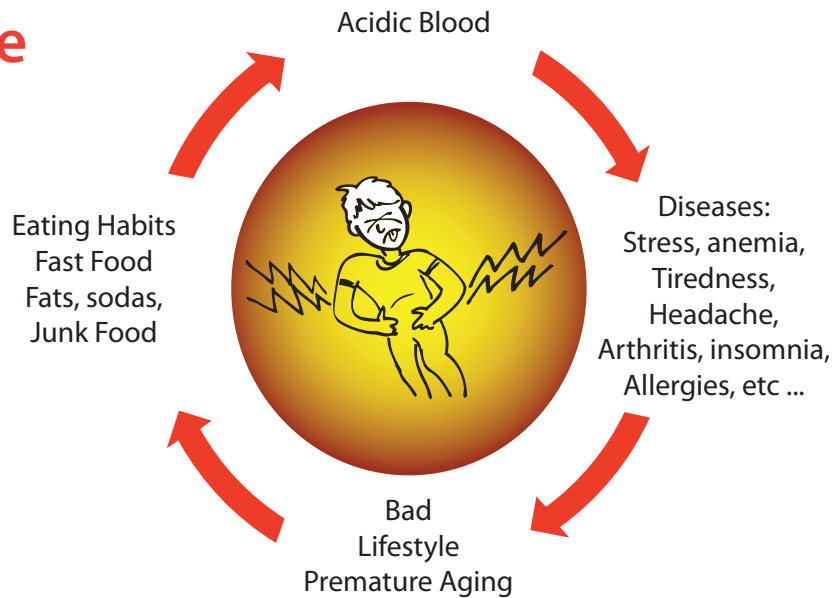 e
Acidic Blood
Diseases:
Stress, anemia,
Tiredness,
Headache,
Arthritis, insomnia,
Allergies, etc ...
Bad
Lifestyle
Premature Aging
Eating Habits
Fast Food
Fats, sodas,
Junk Food